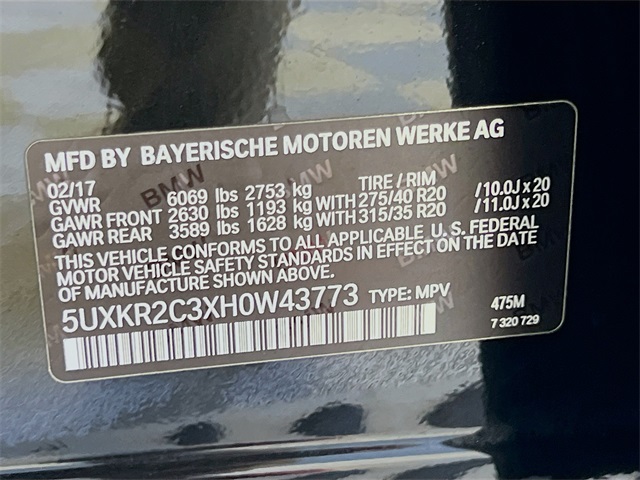 MFD BY BAYERISCHE MOTOREN WERKE AG
02/17 TIRE / RIM
GVWR 6069 lbs 2753 kg
GAWR FRONT 2630 lbs 1193 kg WITH 275/40 R20 /10.0J x 20
GAWR REAR 3589 lbs 1628 kg WITH 315/35 R20 /11.0J x 20
THIS VEHICLE CONFORMS TO ALL APPLICABLE U. S. FEDERAL
MOTOR VEHICLE SAFETY STANDARDS IN EFFECT ON THE DATE
OF MANUFACTURE SHOWN ABOVE.
5UXKR2C3XH0W43773 TYPE: MPV 475M
7 320 729